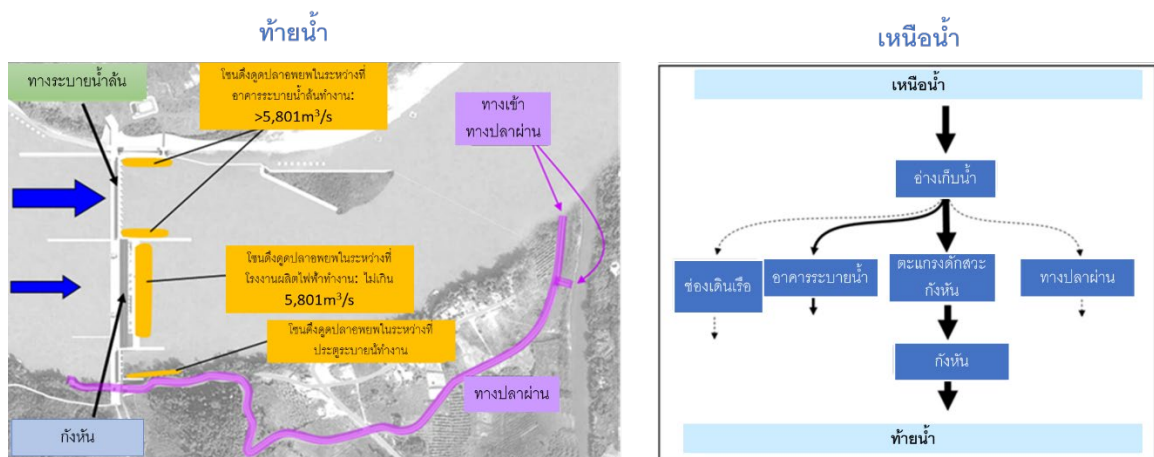 ท้ายน้ำ
ทางระบายน้ำล้น
โซนดึงดูดปลาอพยพในระหว่างที่
อาคารระบายน้ำล้นทำงาน:
>5,801m³/s
ทางเข้า
ทางปลาผ่าน
โซนดึงดูดปลาอพยพในระหว่างที่
โรงงานผลิตไฟฟ้าทำงาน: ไม่เกิน
5,801m³/s
โซนดึงดูดปลาอพยพในระหว่างที่
ประตูระบายน้ำทำงาน
ทางปลาผ่าน
กังหัน
เหนือน้ำ
เหนือน้ำ
อ่างเก็บน้ำ
ช่องเดินเรือ
อาคารระบายน้ำ
ตะแกรงดักสวะ
กังหัน
ทางปลาผ่าน
กังหัน
ท้ายน้ำ